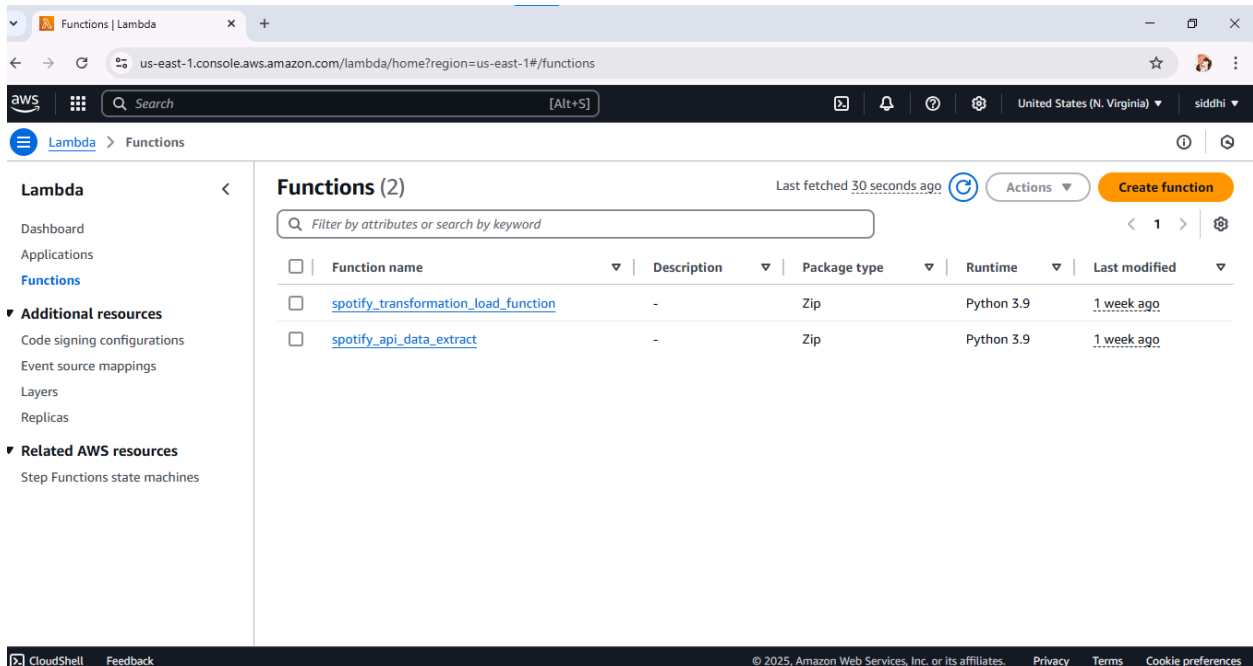 Functions | Lambda
us-east-1.console.aws.amazon.com/lambda/home?region=us-east-1#/functions
aws Search [Alt+S] United States (N. Virginia) siddhi
Lambda > Functions
Lambda
Dashboard
Applications
Functions
Additional resources
Code signing configurations
Event source mappings
Layers
Replicas
Related AWS resources
Step Functions state machines
Functions (2)
Last fetched 30 seconds ago Actions Create function
Filter by attributes or search by keyword
1
Function name Description Package type Runtime Last modified
spotify_transformation_load_function - Zip Python 3.9 1 week ago
spotify_api_data_extract - Zip Python 3.9 1 week ago
CloudShell Feedback © 2025, Amazon Web Services, Inc. or its affiliates. Privacy Terms Cookie preferences